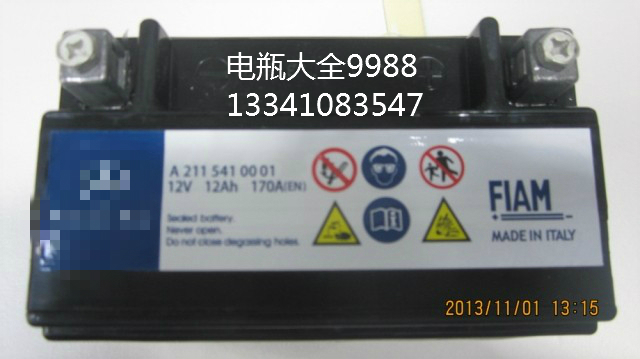 电瓶大全9988
13341083547
A 211 541 00 01
12V 12Ah 170A(EN)
Sealed battery.
Never open.
Do not close degassing holes.
FIAM
MADE IN ITALY
2013/11/01 13:15